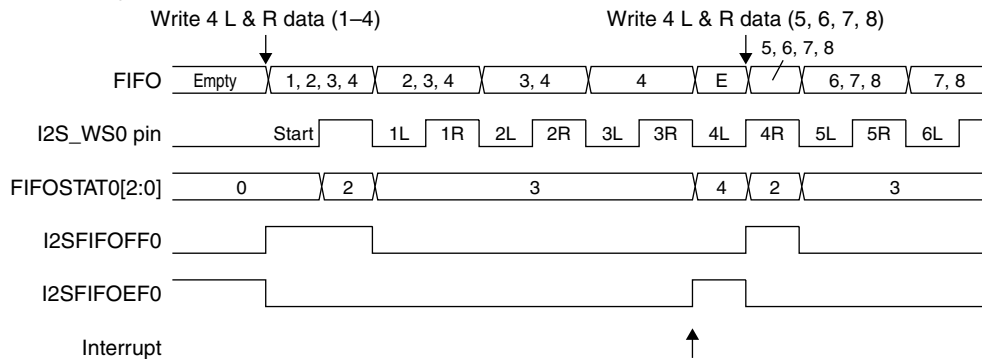 Write 4 L & R data (1–4) Write 4 L & R data (5, 6, 7, 8)
5, 6, 7, 8
FIFO Empty 1, 2, 3, 4 2, 3, 4 3, 4 4 E 6, 7, 8 7, 8
I2S_WS0 pin Start 1L 1R 2L 2R 3L 3R 4L 4R 5L 5R 6L
FIFOSTAT0[2:0] 0 2 3 4 2 3
I2SFIFOFF0
I2SFIFOEF0
Interrupt